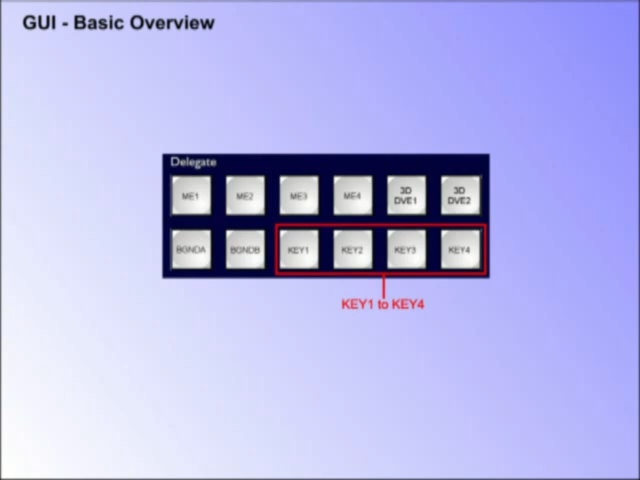 GUI - Basic Overview
Delegate
ME1 ME2 ME3 ME4 3D DVE1 3D DVE2
BGNDA BGNDB KEY1 KEY2 KEY3 KEY4
KEY1 to KEY4